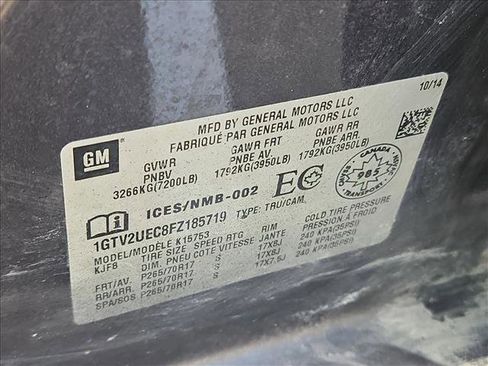 10/14
MFD BY GENERAL MOTORS LLC
FABRIQUÉ PAR GENERAL MOTORS LLC
GM
GVWR GAWR FRT GAWR RR
PNBV PNBE AV. PNBE ARR
3266KG(7200LB) 1792KG(3950LB) 1792KG(3950LB)
ICES/NMB-002 EC CANADA 985
1GTV2UEC8FZ185719 TYPE: TRU/CAM
MODEL/MODÈLE K15753 RIM COLD TIRE PRESSURE
KJF8 TIRE SIZE SPEED RTG JANTE PRESSION À FROID
DIM. PNEU COTE VITESSE
FRT/AV. P265/70R17 S 17X8J 240 KPA(35PSI)
RR/ARR. P265/70R17 S 17X8J 240 KPA(35PSI)
SPA/SOS P265/70R17 S 17X7.5J 240 KPA(35PSI)